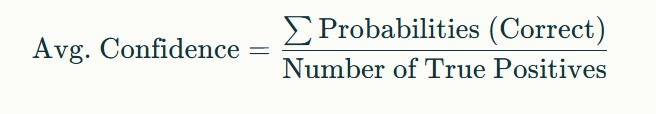 Avg. Confidence = ∑ Probabilities (Correct)
Number of True Positives